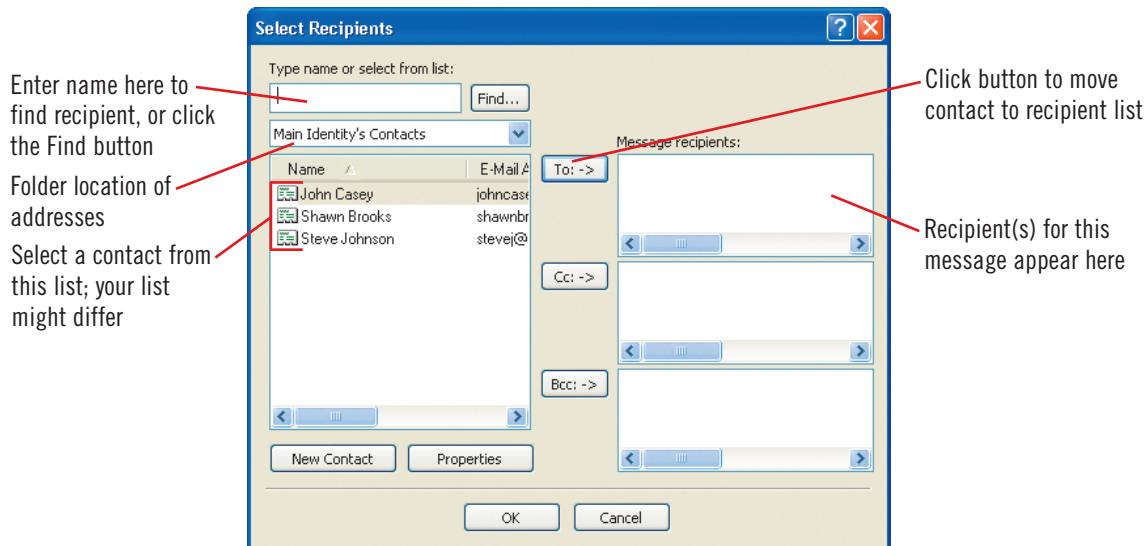 Select Recipients
Type name or select from list:
Find...
Main Identity's Contacts
Name
E-Mail A
John Casey
johncase
Shawn Brooks
shawnbr
Steve Johnson
stevej@
New Contact
Properties
To: ->
Cc: ->
Bcc: ->
Message recipients:
OK
Cancel
Enter name here to
find recipient, or click
the Find button
Folder location of
addresses
Select a contact from
this list; your list
might differ
Click button to move
contact to recipient list
Recipient(s) for this
message appear here